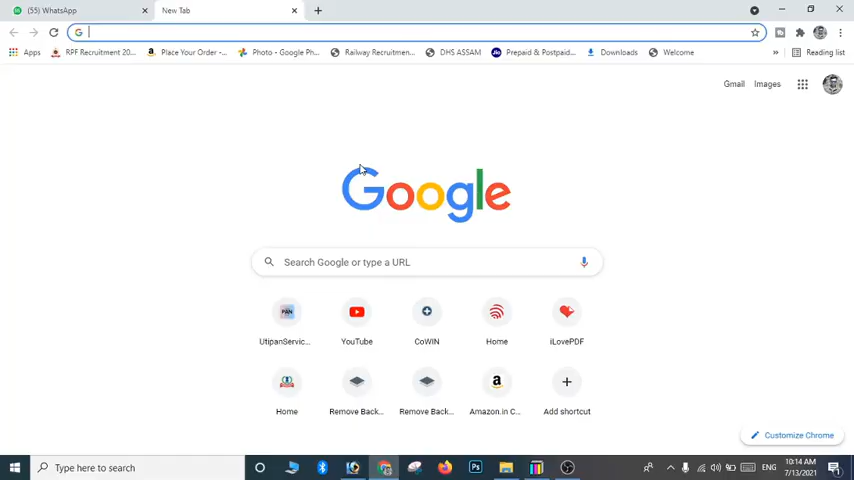 (55) WhatsApp
New Tab
Apps
RPF Recruitment 20...
Place Your Order -...
Photo - Google Ph...
Railway Recruitmen...
DHS ASSAM
Prepaid & Postpaid...
Downloads
Welcome
»
Reading list
Gmail
Images
Google
Search Google or type a URL
PAN
UtipanServic...
YouTube
CoWIN
Home
iLovePDF
Home
Remove Back...
Remove Back...
Amazon.in C...
Add shortcut
Customize Chrome
Type here to search
Ps
ENG
10:14 AM
7/13/2021